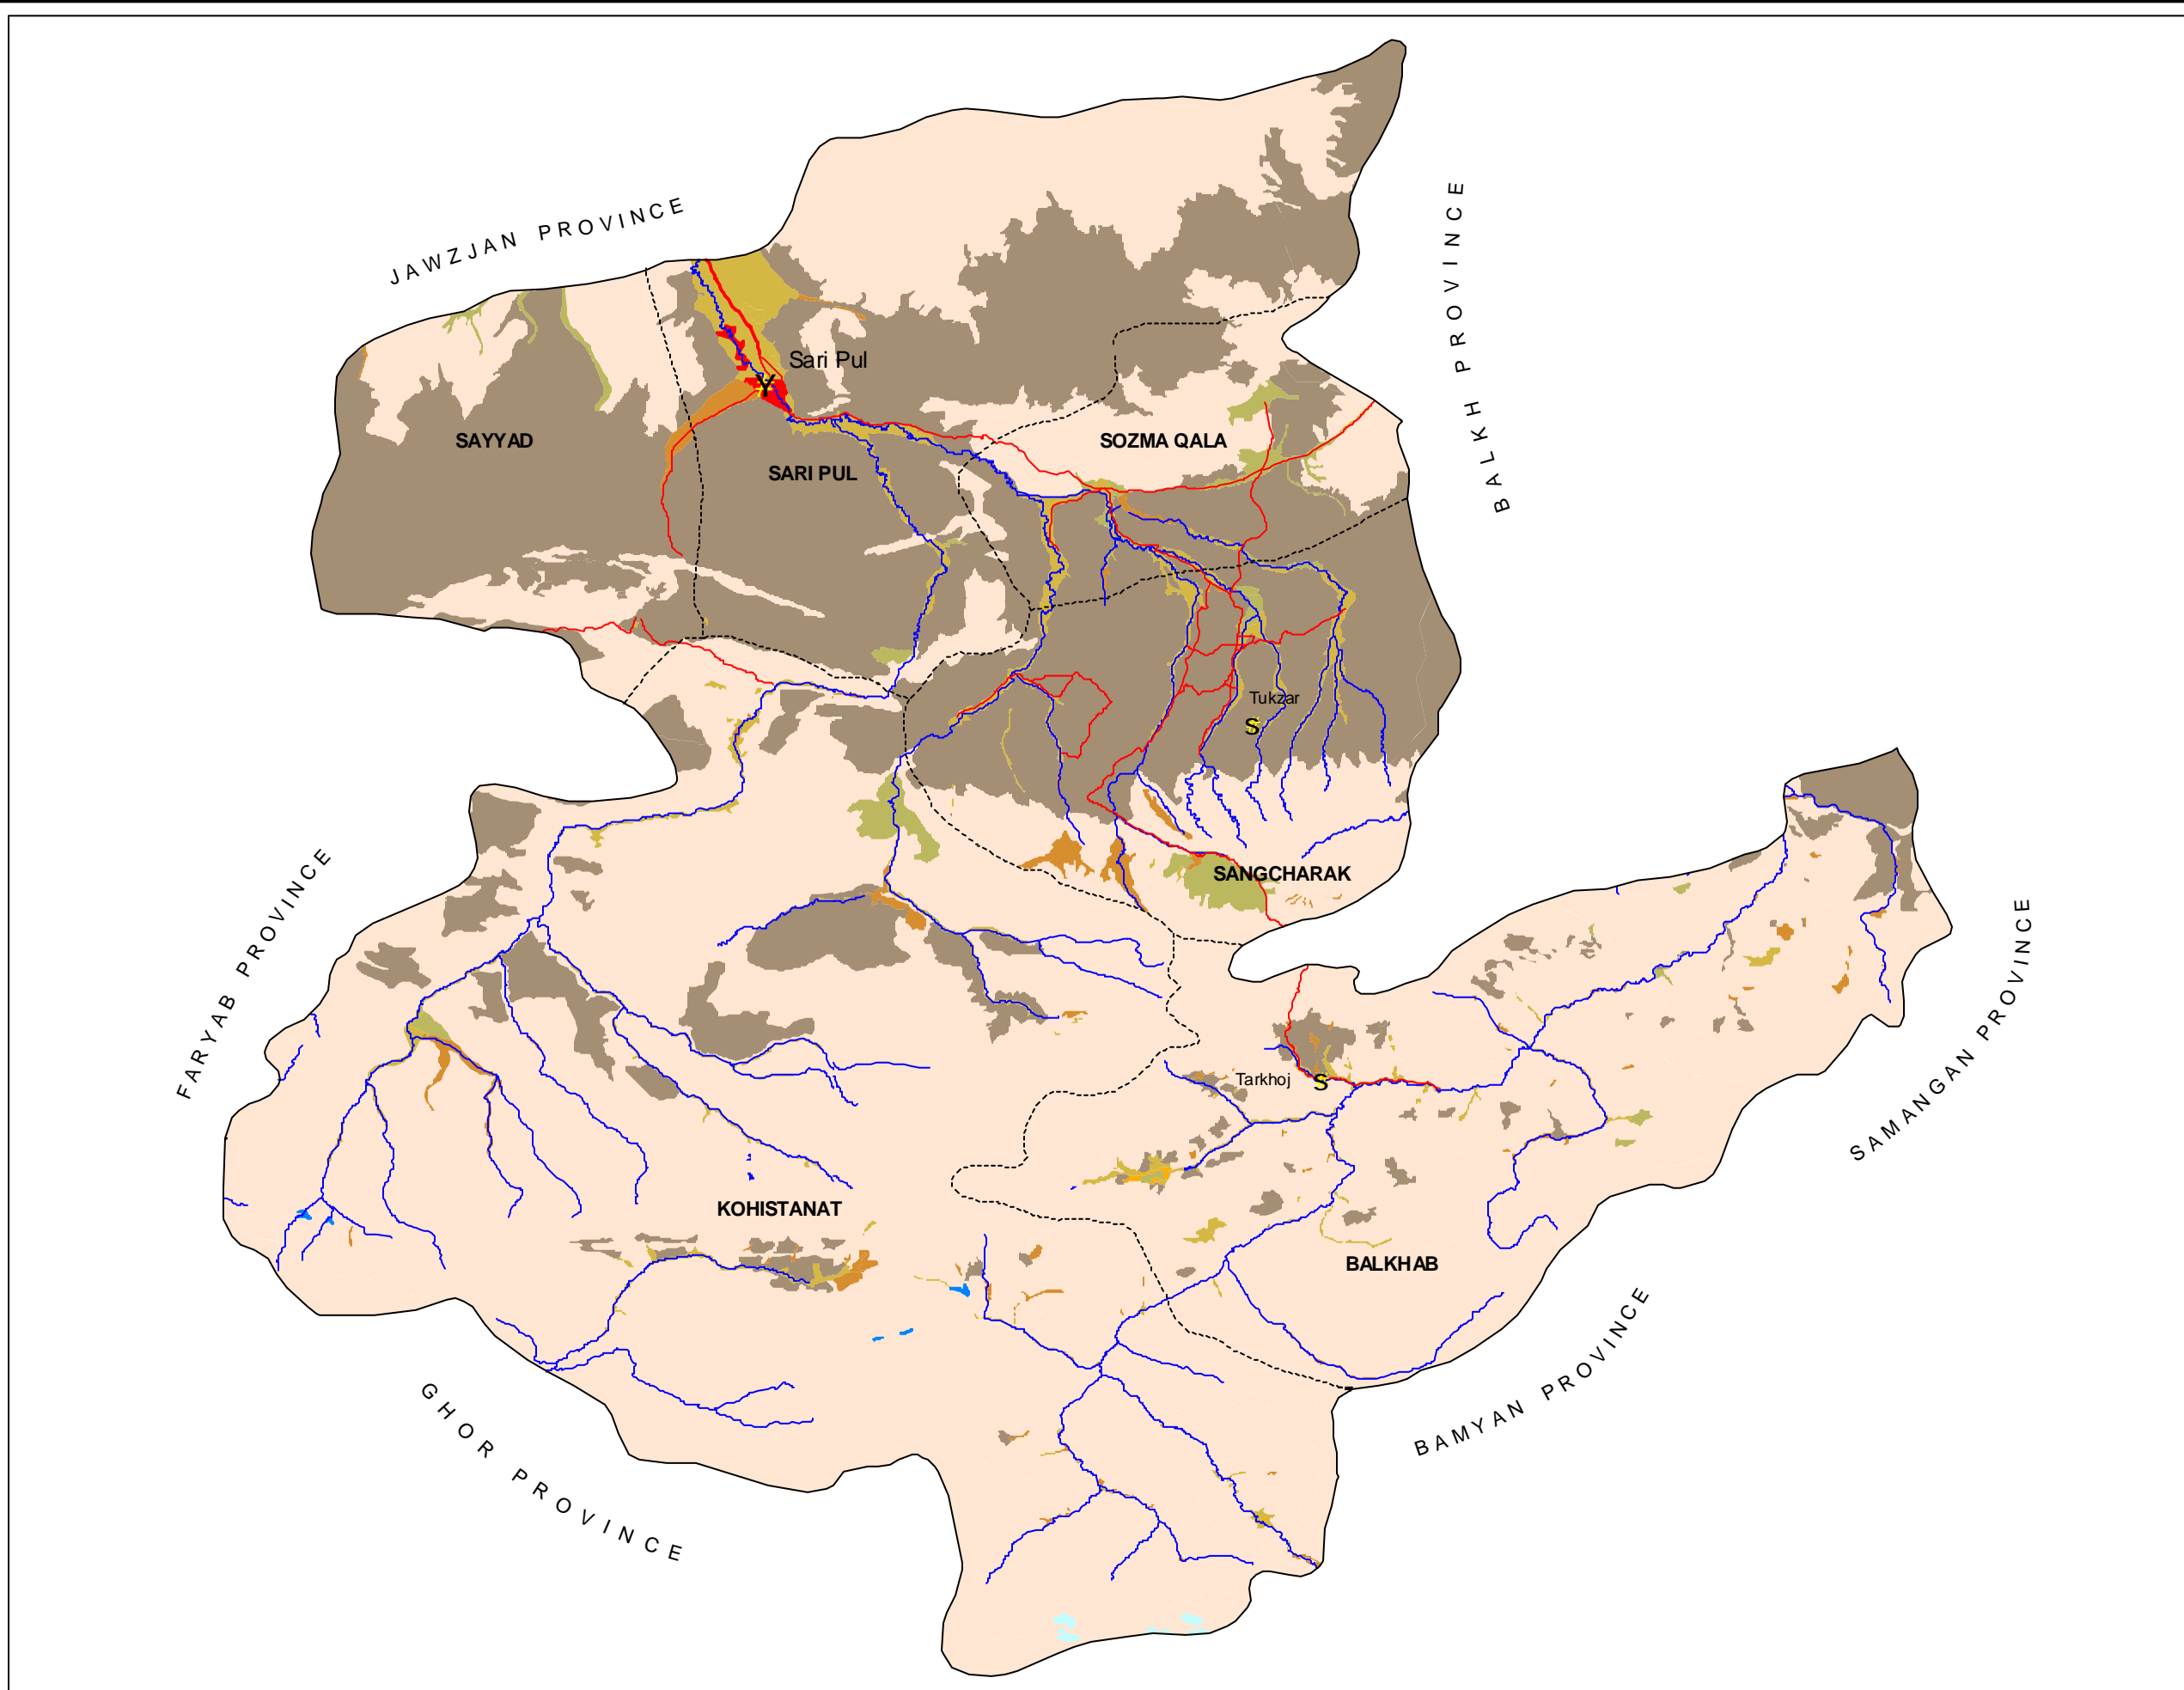 JAWZJAN PROVINCE
BALKH PROVINCE
Sari Pul
Y
SAYYAD
SOZMA QALA
SARI PUL
Tukzar
S
SANGCHARAK
FARYAB PROVINCE
SAMANGAN PROVINCE
Tarkhoj
S
KOHISTANAT
BALKHAB
BAMYAN PROVINCE
GHOR PROVINCE